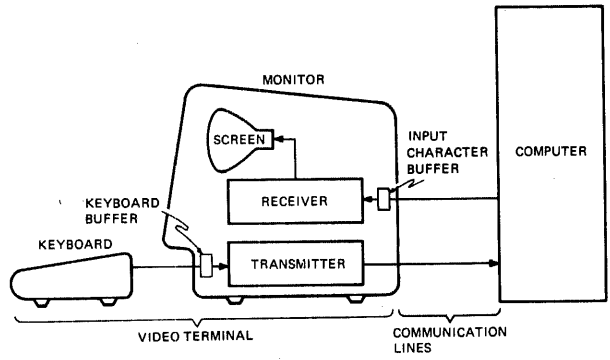 MONITOR
SCREEN
INPUT
CHARACTER
BUFFER
COMPUTER
KEYBOARD
BUFFER
RECEIVER
KEYBOARD
TRANSMITTER
VIDEO TERMINAL
COMMUNICATION
LINES